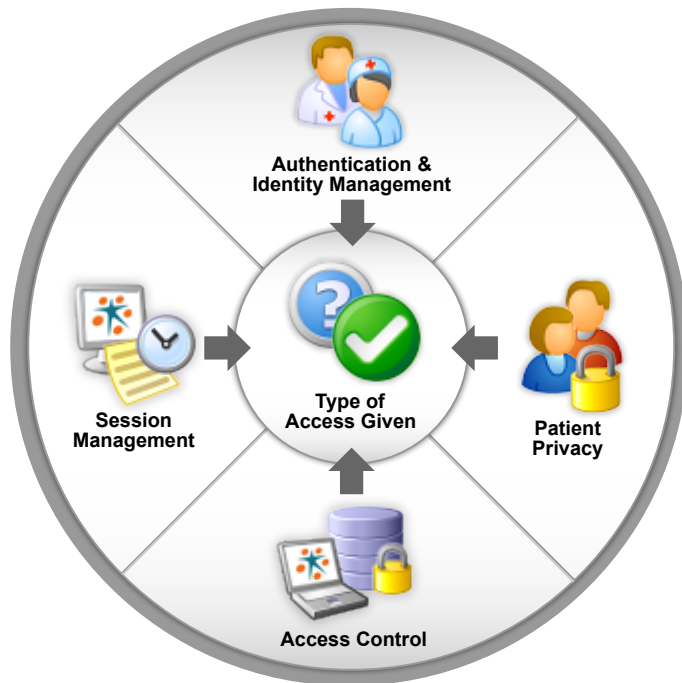 Authentication &
Identity Management
Session
Management
Type of
Access Given
Patient
Privacy
Access Control